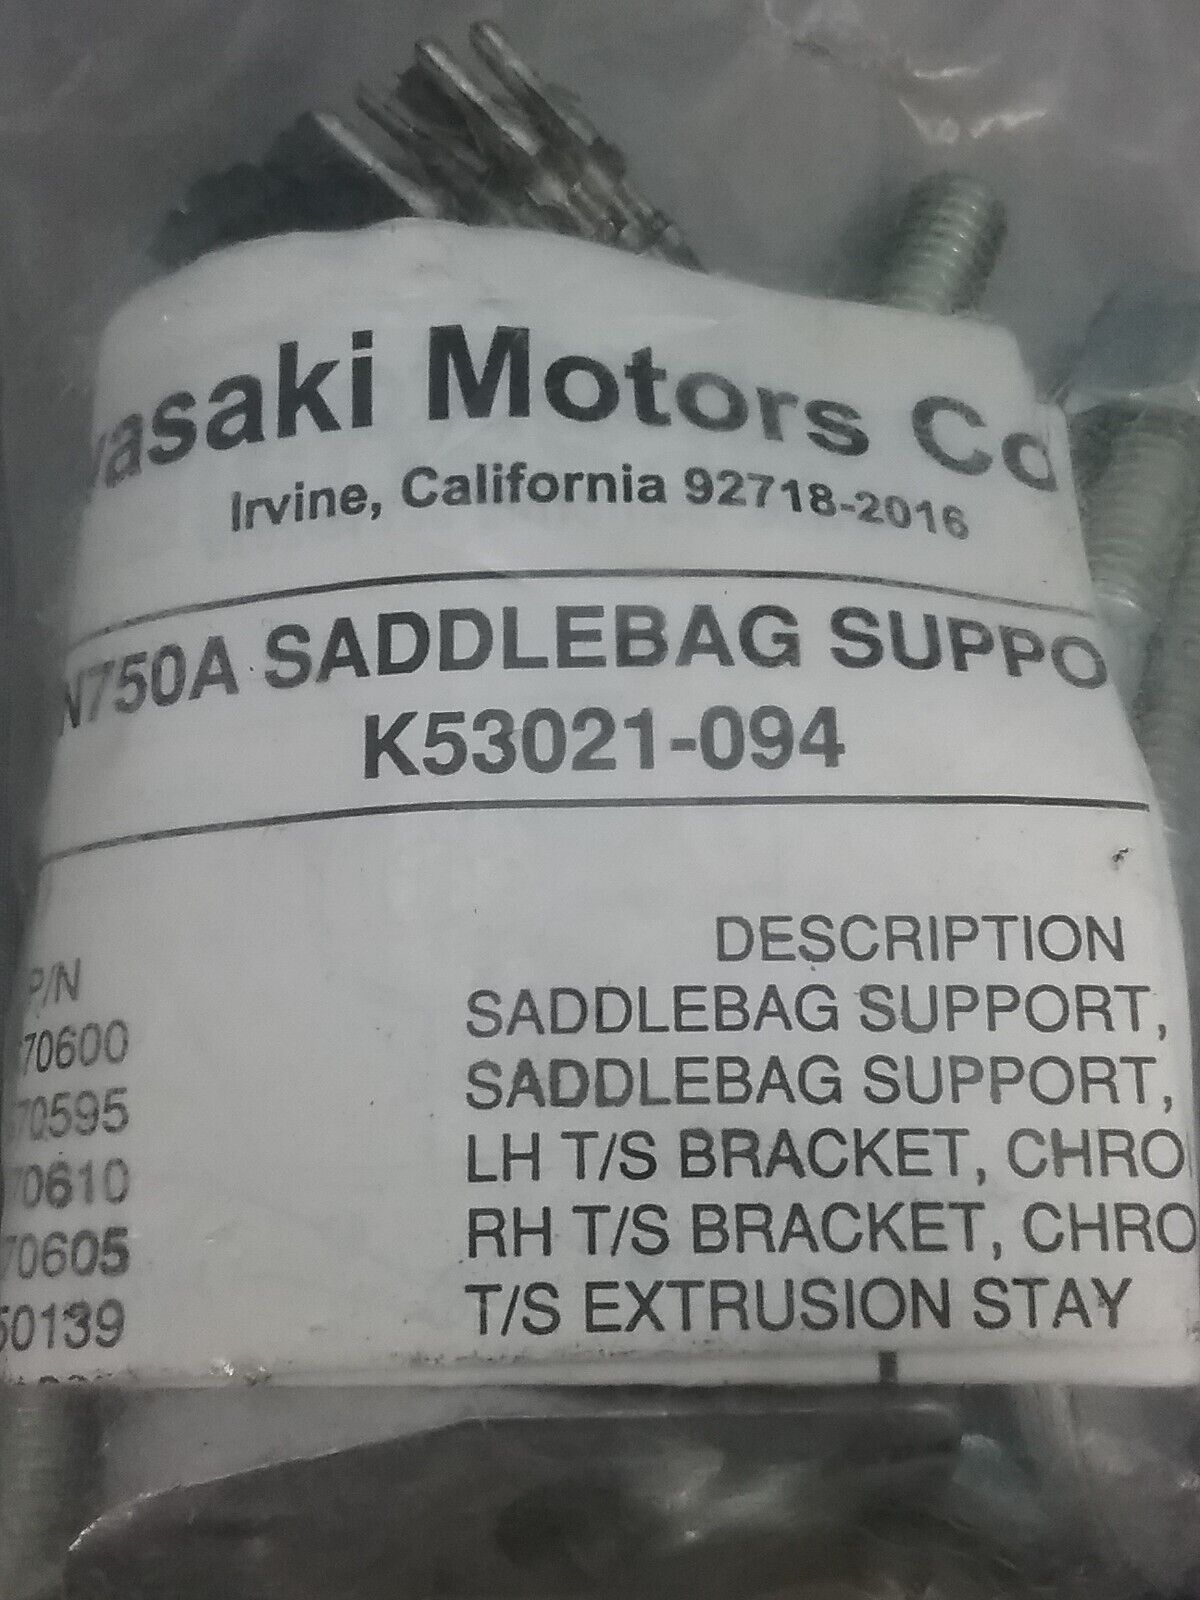 wasaki Motors Co
Irvine, California 92718-2016
N750A SADDLEBAG SUPPO
K53021-094
P/N DESCRIPTION
70600 SADDLEBAG SUPPORT,
70595 SADDLEBAG SUPPORT,
70610 LH T/S BRACKET, CHRO
70605 RH T/S BRACKET, CHRO
50139 T/S EXTRUSION STAY